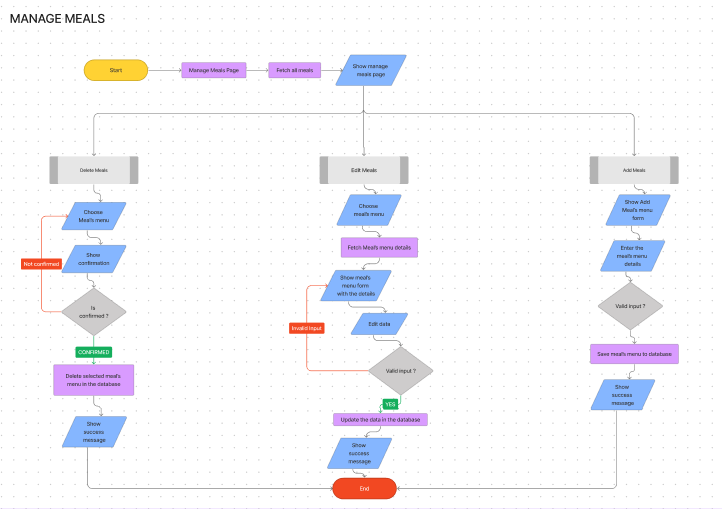 MANAGE MEALS
Start
Manage Meals Page
Fetch all meals
Show manage
meals page
Delete Meals
Edit Meals
Add Meals
Choose
Meal's menu
Show
confirmation
Not confirmed
Is
confirmed ?
CONFIRMED
Delete selected meal's
menu in the database
Show
success
message
Choose
meal's menu
Fetch Meal's menu details
Show meal's
menu form
with the details
Edit data
Invalid input
Valid input ?
YES
Update the data in the database
Show
success
message
Show Add
Meal's menu
form
Enter the
meal's menu
details
Valid input ?
Save meal's menu to database
Show
success
message
End